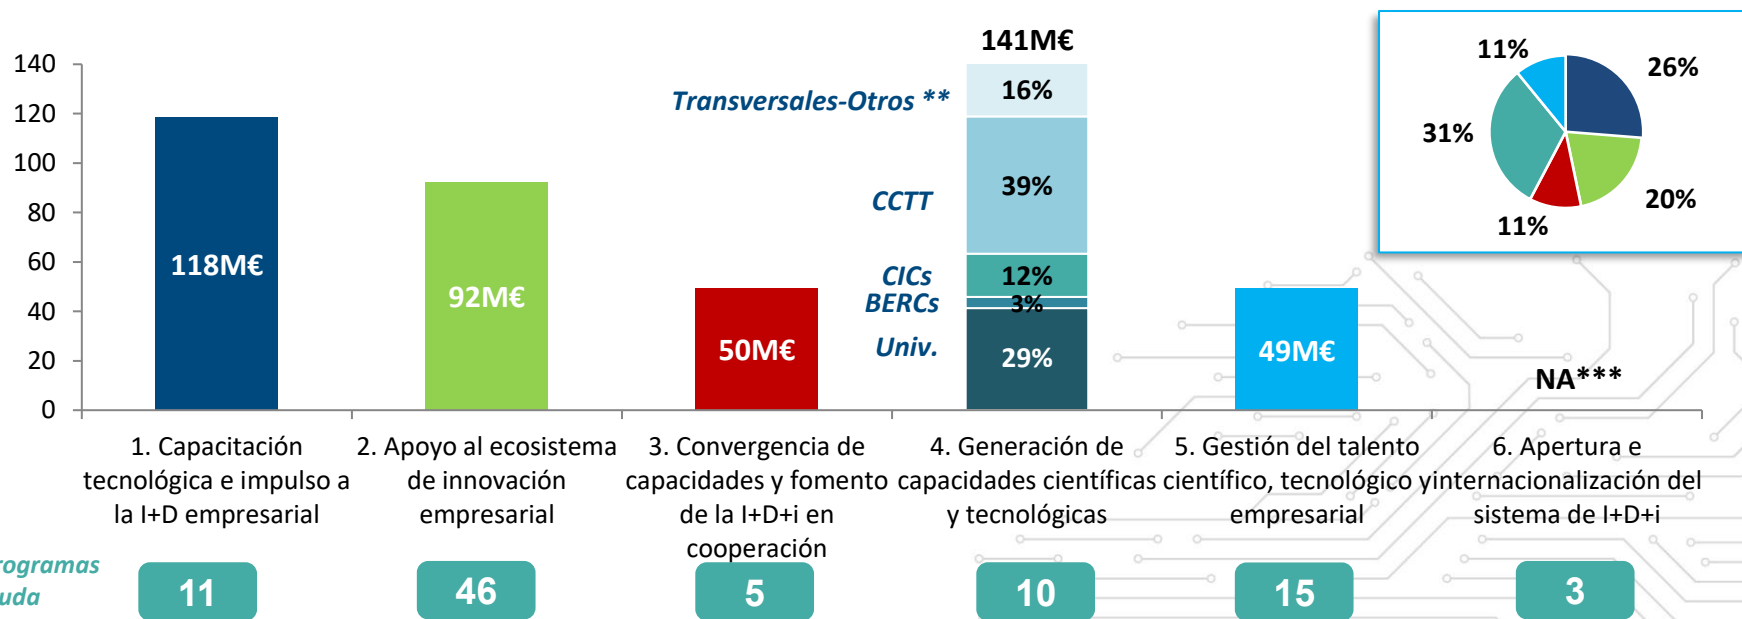 141M€
140
120
100
80
60
40
20
0
118M€
92M€
50M€
Transversales-Otros **
16%
CCTT
39%
CICs
12%
BERCs
3%
Univ.
29%
49M€
NA***
11%
26%
31%
20%
11%
1. Capacitación
tecnológica e impulso a
la I+D empresarial
2. Apoyo al ecosistema
de innovación
empresarial
3. Convergencia de
capacidades y fomento
de la I+D+i en
cooperación
4. Generación de
capacidades científicas
y tecnológicas
5. Gestión del talento
científico, tecnológico y
empresarial
6. Apertura e
internacionalización del
sistema de I+D+i
rogramas
uda
11
46
5
10
15
3